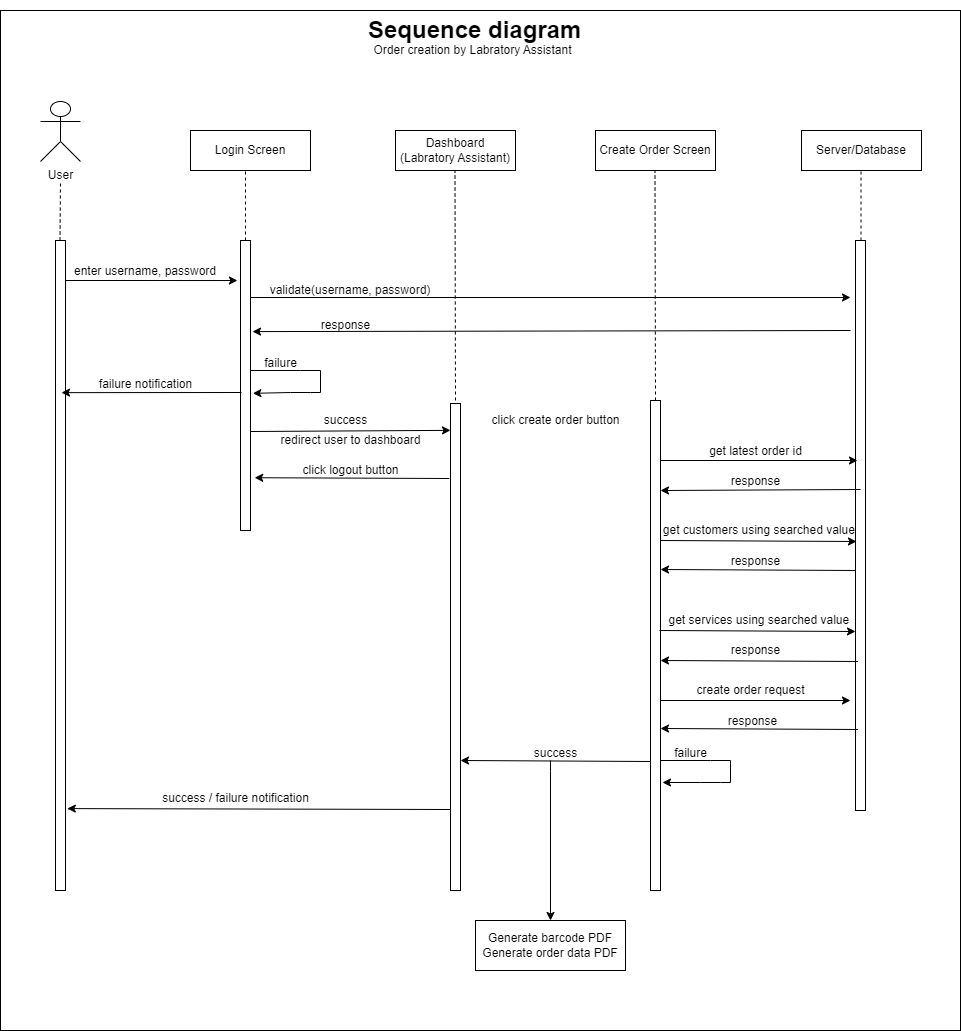 Sequence diagram
Order creation by Labratory Assistant
User
Login Screen
Dashboard
(Labratory Assistant)
Create Order Screen
Server/Database
enter username, password
validate(username, password)
response
failure
failure notification
success
redirect user to dashboard
click create order button
click logout button
get latest order id
response
get customers using searched value
response
get services using searched value
response
create order request
response
success
failure
success / failure notification
Generate barcode PDF
Generate order data PDF